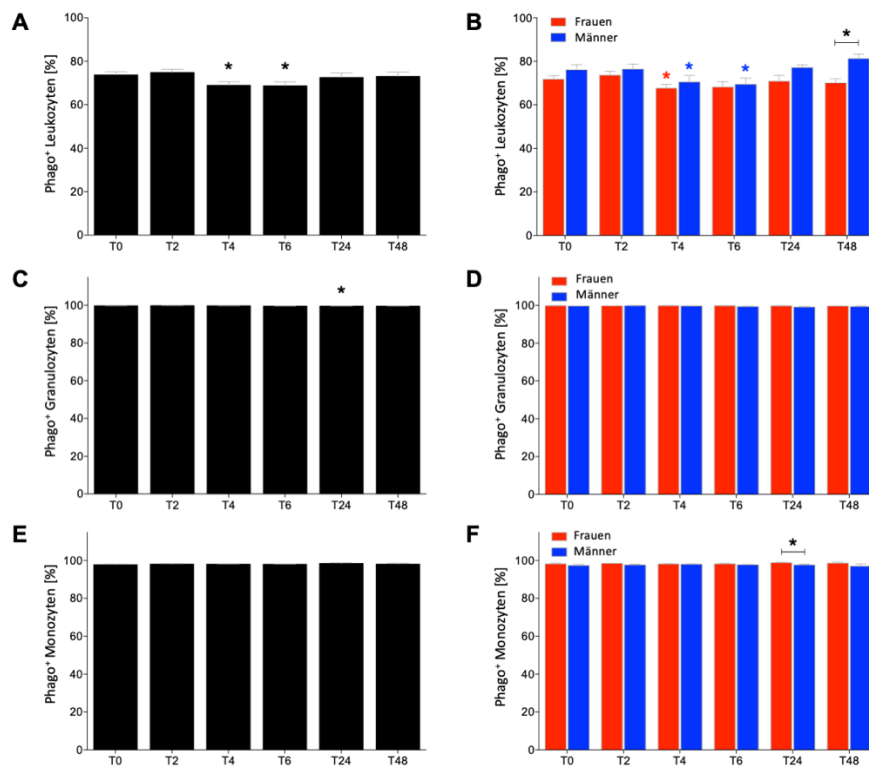 A
Phago⁺ Leukozyten [%]
100
80
60
40
20
0
* *
T0 T2 T4 T6 T24 T48
B
Frauen
Männer
Phago⁺ Leukozyten [%]
100
80
60
40
20
0
* * * *
T0 T2 T4 T6 T24 T48
C
Phago⁺ Granulozyten [%]
100
80
60
40
20
0
*
T0 T2 T4 T6 T24 T48
D
Frauen
Männer
Phago⁺ Granulozyten [%]
100
80
60
40
20
0
T0 T2 T4 T6 T24 T48
E
Phago⁺ Monozyten [%]
100
80
60
40
20
0
T0 T2 T4 T6 T24 T48
F
Frauen
Männer
Phago⁺ Monozyten [%]
100
80
60
40
20
0
*
T0 T2 T4 T6 T24 T48